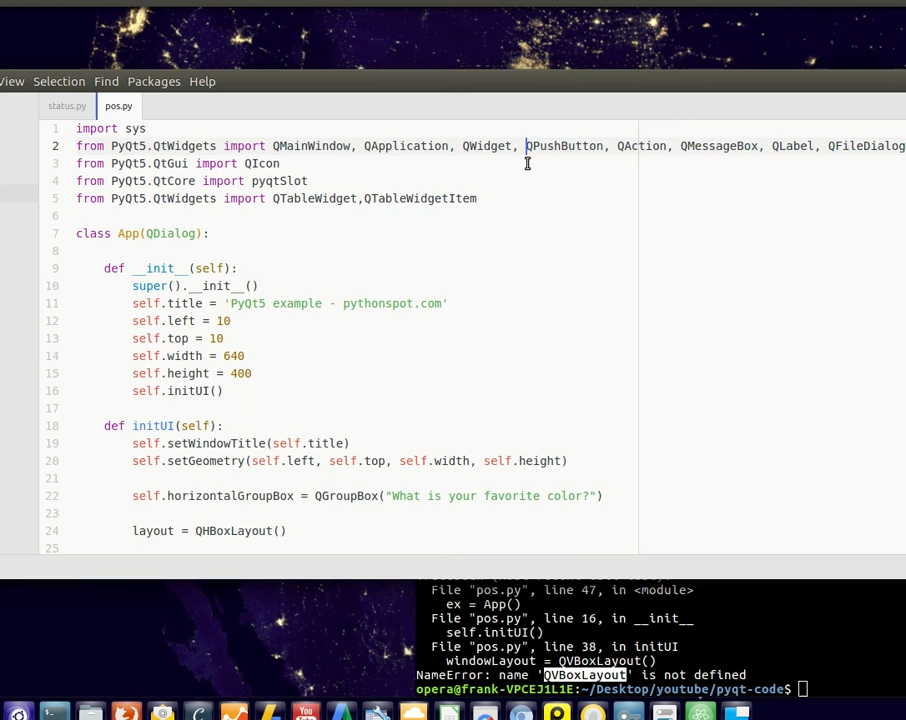 View Selection Find Packages Help
status.py pos.py
1 import sys
2 from PyQt5.QtWidgets import QMainWindow, QApplication, QWidget, QPushButton, QAction, QMessageBox, QLabel, QFileDialog
3 from PyQt5.QtGui import QIcon
4 from PyQt5.QtCore import pyqtSlot
5 from PyQt5.QtWidgets import QTableWidget,QTableWidgetItem
6
7 class App(QDialog):
8
9 def __init__(self):
10 super().__init__()
11 self.title = 'PyQt5 example - pythonspot.com'
12 self.left = 10
13 self.top = 10
14 self.width = 640
15 self.height = 400
16 self.initUI()
17
18 def initUI(self):
19 self.setWindowTitle(self.title)
20 self.setGeometry(self.left, self.top, self.width, self.height)
21
22 self.horizontalGroupBox = QGroupBox("What is your favorite color?")
23
24 layout = QHBoxLayout()
25
File "pos.py", line 47, in <module>
ex = App()
File "pos.py", line 16, in __init__
self.initUI()
File "pos.py", line 38, in initUI
windowLayout = QVBoxLayout()
NameError: name 'QVBoxLayout' is not defined
opera@frank-VPCEJ1L1E:~/Desktop/youtube/pyqt-code$